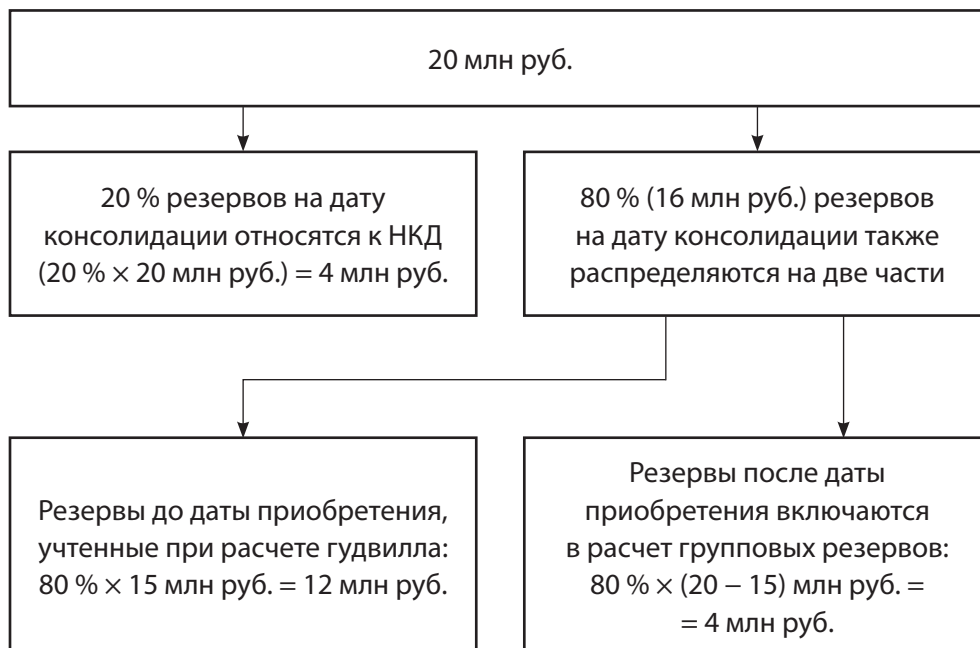 20 млн руб.
20 % резервов на дату
консолидации относятся к НКД
(20 % × 20 млн руб.) = 4 млн руб.
80 % (16 млн руб.) резервов
на дату консолидации также
распределяются на две части
Резервы до даты приобретения,
учтенные при расчете гудвилла:
80 % × 15 млн руб. = 12 млн руб.
Резервы после даты
приобретения включаются
в расчет групповых резервов:
80 % × (20 − 15) млн руб. =
= 4 млн руб.